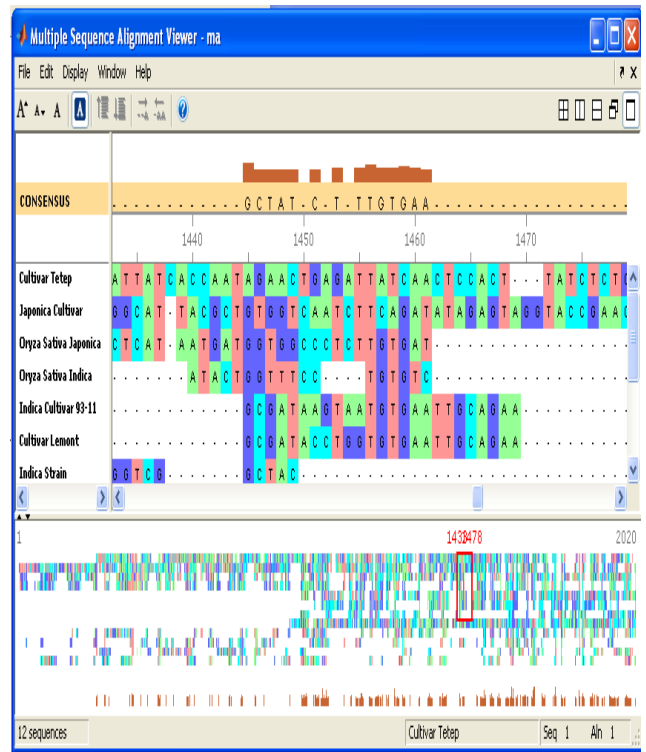 Multiple Sequence Alignment Viewer - ma
File Edit Display Window Help
CONSENSUS - - - - - - - - - - - - G C T A T - C - T - T T G T G A A - - - - - - - - - - - - - - - - - -
1440 1450 1460 1470
Cultivar Tetep A T T A T C A C C A A T A G A A C T G A G A T T A T C A A C T C C A C T · · · T A T C T C T C
Japonica Cultivar G G C A T · T A C G C T G T G G T C A A T C T T C A G A T A T A G A G T A G G T A C C G A A C
Oryza Sativa Japonica C T C A T · A A T G A T G G T G G C C C T C T T G T G A T · · · · · · · · · · · · · · · · · ·
Oryza Sativa Indica · · · · · · · A T A C T G G T T T C C · · · · T G T G T C · · · · · · · · · · · · · · · · · ·
Indica Cultivar 93-11 · · · · · · · · · · · · G C G A T A A G T A A T G T G A A T T G C A G A A · · · · · · · · · ·
Cultivar Lemont · · · · · · · · · · · · G C G A T A C C T G G T G T G A A T T G C A G A A · · · · · · · · · ·
Indica Strain G G T C G · · · · · · · G C T A C · · · · · · · · · · · · · · · · · · · · · · · · · · · · · ·
1 2020
12 sequences Cultivar Tetep Seq 1 Aln 1